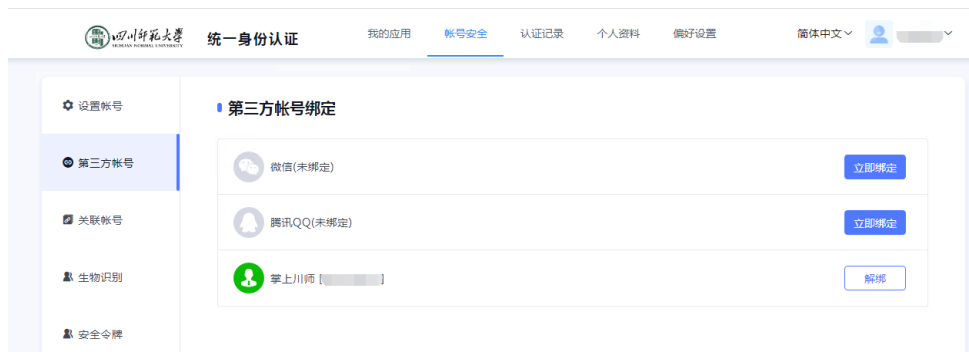 四川师范大学
SICHUAN NORMAL UNIVERSITY
统一身份认证
我的应用
帐号安全
认证记录
个人资料
偏好设置
简体中文
设置帐号
第三方帐号
关联帐号
生物识别
安全令牌
第三方帐号绑定
微信(未绑定)
立即绑定
腾讯QQ(未绑定)
立即绑定
掌上川师 [ ]
解绑